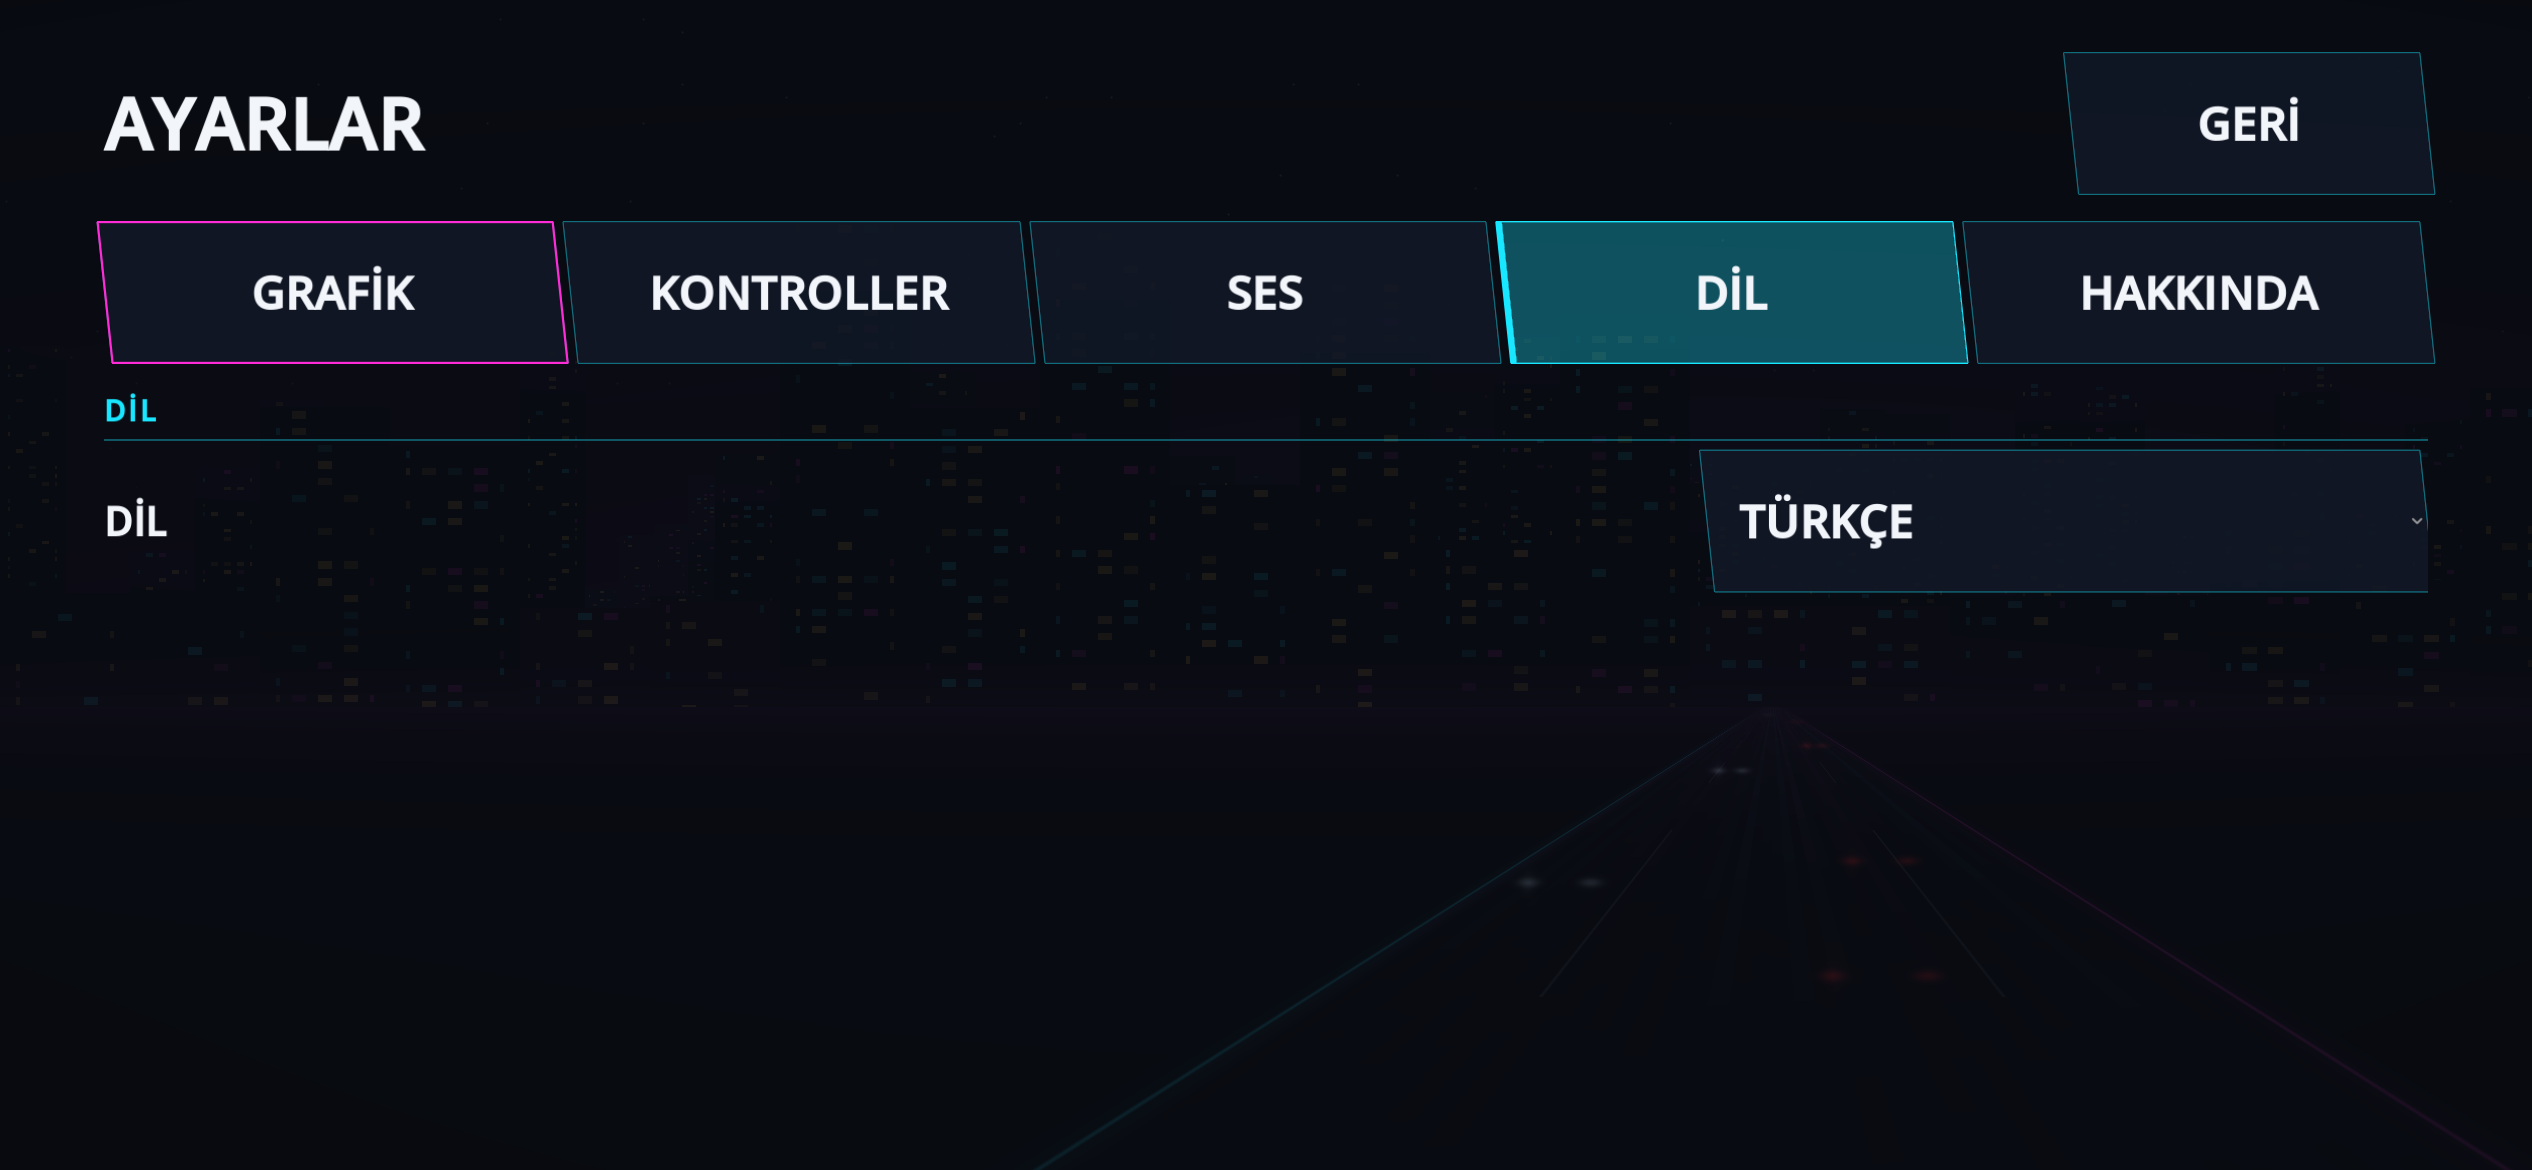 AYARLAR
GERİ
GRAFİK
KONTROLLER
SES
DİL
HAKKINDA
DİL
DİL
TÜRKÇE